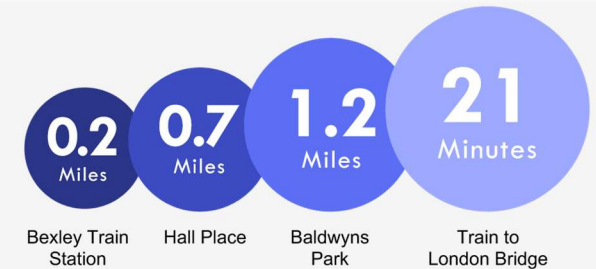 0.2
Miles
0.7
Miles
1.2
Miles
21
Minutes
Bexley Train
Station
Hall Place
Baldwyns
Park
Train to
London Bridge